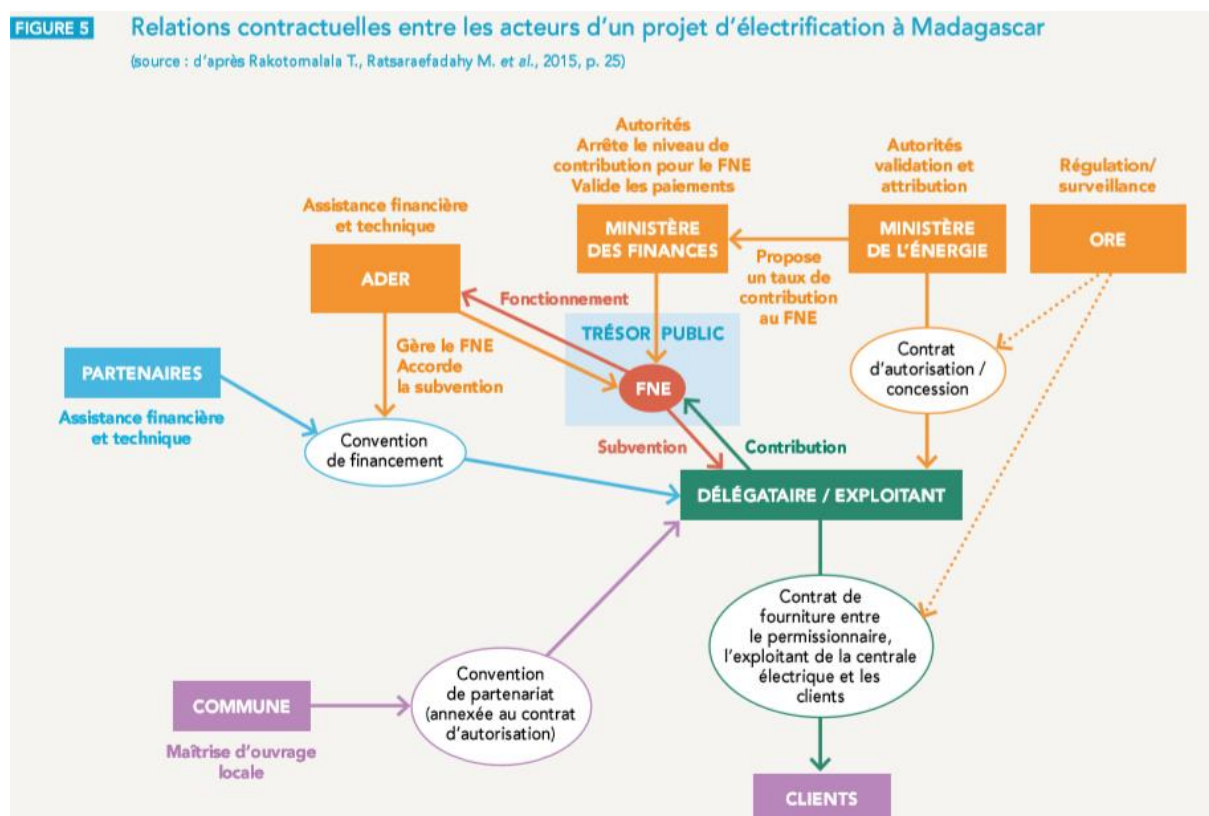 FIGURE 5
Relations contractuelles entre les acteurs d'un projet d'électrification à Madagascar
(source : d'après Rakotomalala T., Ratsaraefadahy M. et al., 2015, p. 25)
Autorités
Arrête le niveau de
contribution pour le FNE
Valide les paiements
Autorités
validation et
attribution
Régulation/
surveillance
Assistance financière
et technique
MINISTÈRE
DES FINANCES
MINISTÈRE
DE L'ÉNERGIE
ORE
ADER
Propose
un taux de
contribution
au FNE
Fonctionnement
TRÉSOR PUBLIC
Gère le FNE
Accorde
la subvention
FNE
Contrat
d'autorisation /
concession
PARTENAIRES
Assistance financière
et technique
Convention
de financement
Subvention
Contribution
DÉLÉGATAIRE / EXPLOITANT
Contrat de
fourniture entre
le permissionnaire,
l'exploitant de la centrale
électrique et les
clients
Convention
de partenariat
(annexée au contrat
d'autorisation)
COMMUNE
Maîtrise d'ouvrage
locale
CLIENTS